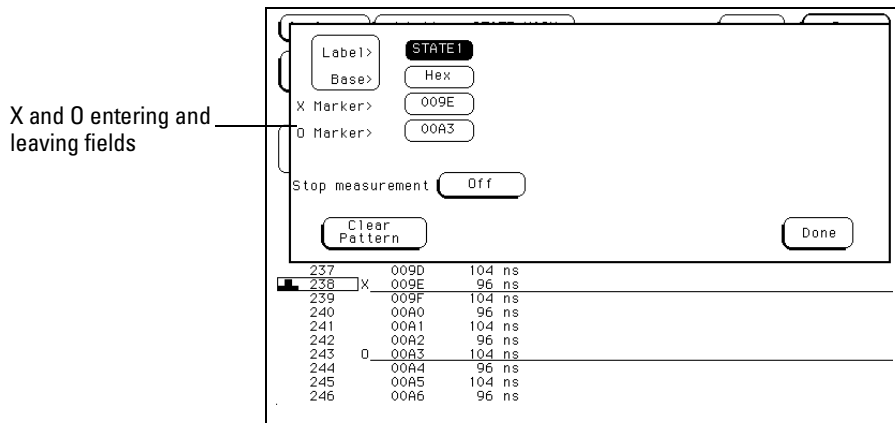 X and O entering and
leaving fields
Label> STATE1
Base> Hex
X Marker> 009E
O Marker> 00A3
Stop measurement Off
Clear
Pattern
Done
237 009D 104 ns
238 X 009E 96 ns
239 009F 104 ns
240 00A0 96 ns
241 00A1 104 ns
242 00A2 96 ns
243 O 00A3 104 ns
244 00A4 96 ns
245 00A5 104 ns
246 00A6 96 ns